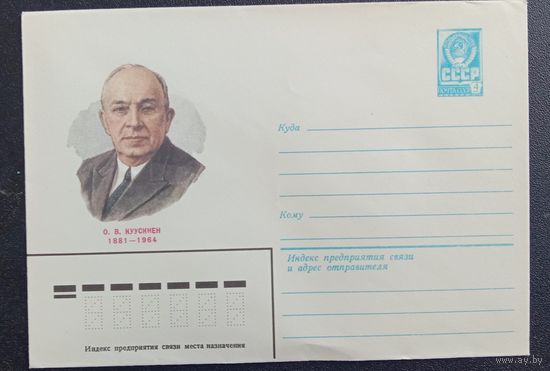 СССР
4
Куда
О. В. КУУСИНЕН
1881—1964
Кому
Индекс предприятия связи
и адрес отправителя
Индекс предприятия связи места назначения
www.ay.by